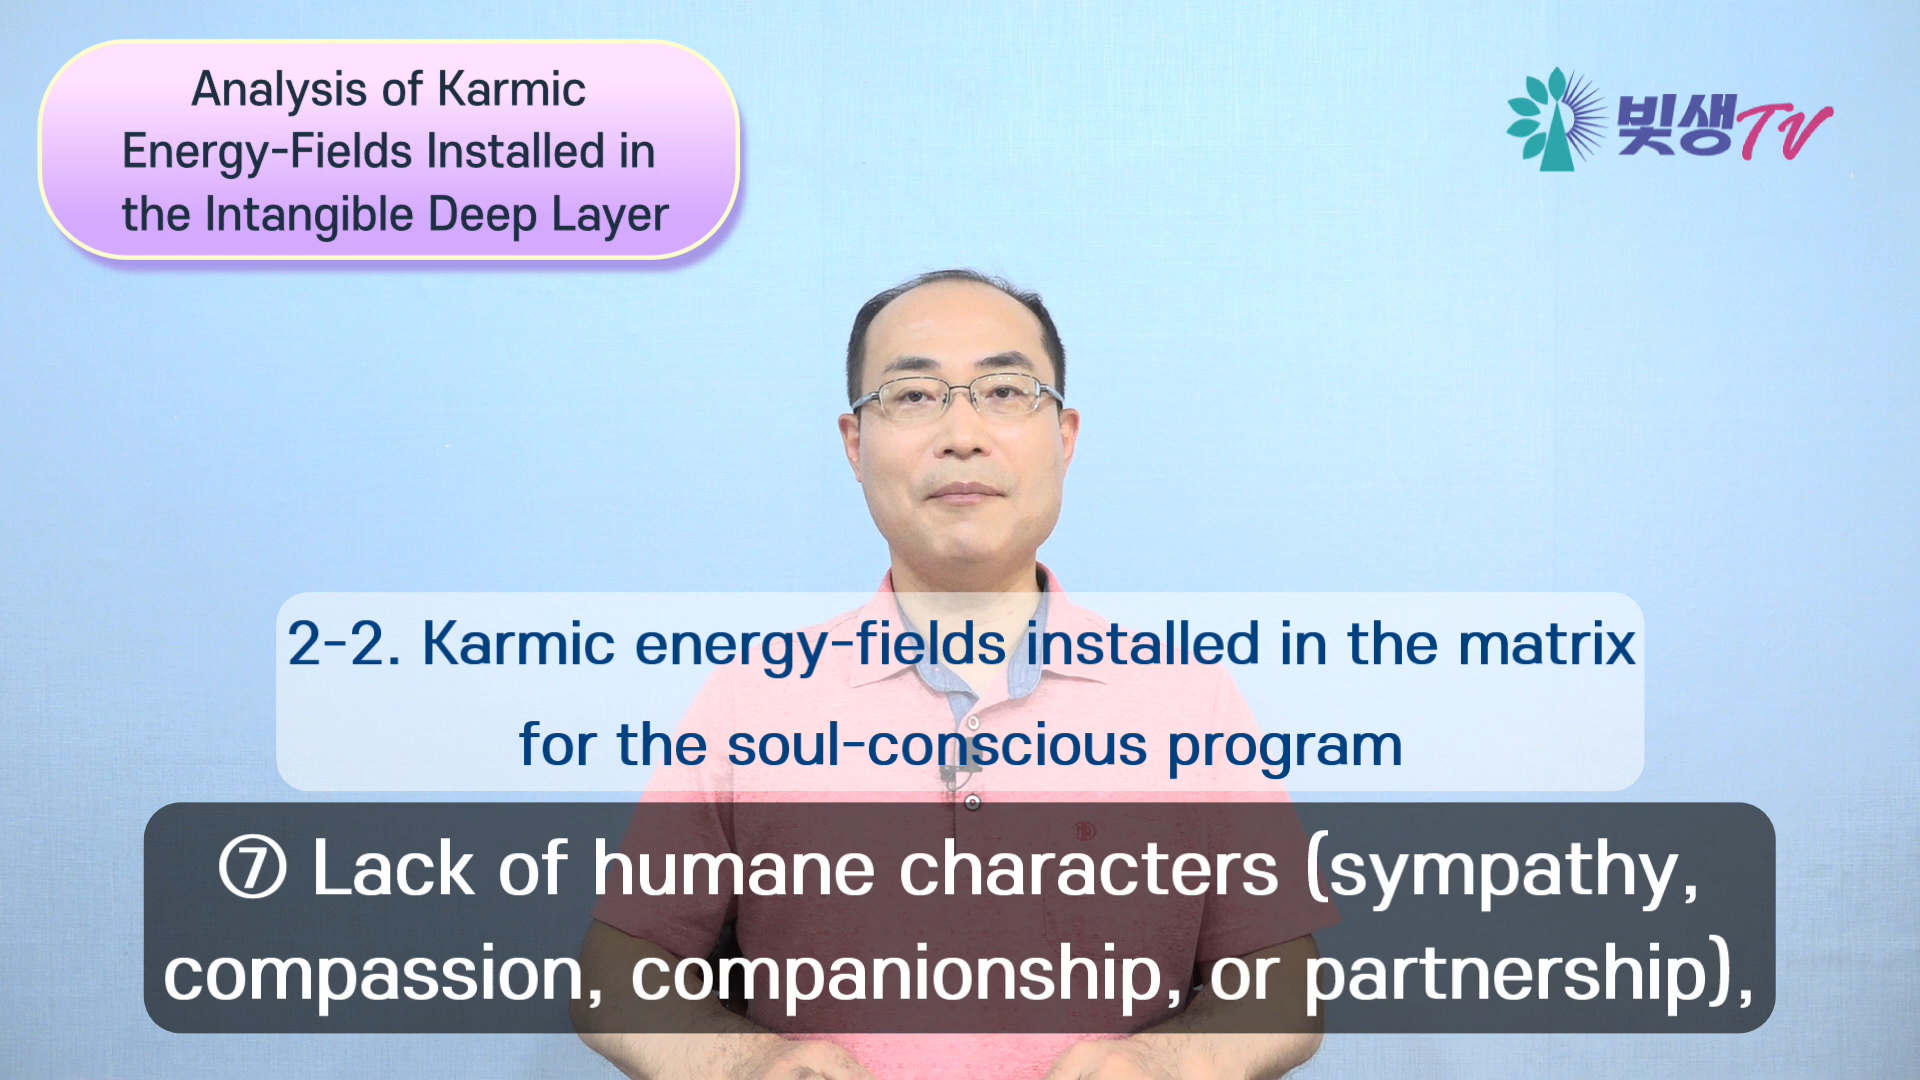 Analysis of Karmic
Energy-Fields Installed in
the Intangible Deep Layer
빛생TV
2-2. Karmic energy-fields installed in the matrix
for the soul-conscious program
⑦ Lack of humane characters (sympathy,
compassion, companionship, or partnership),